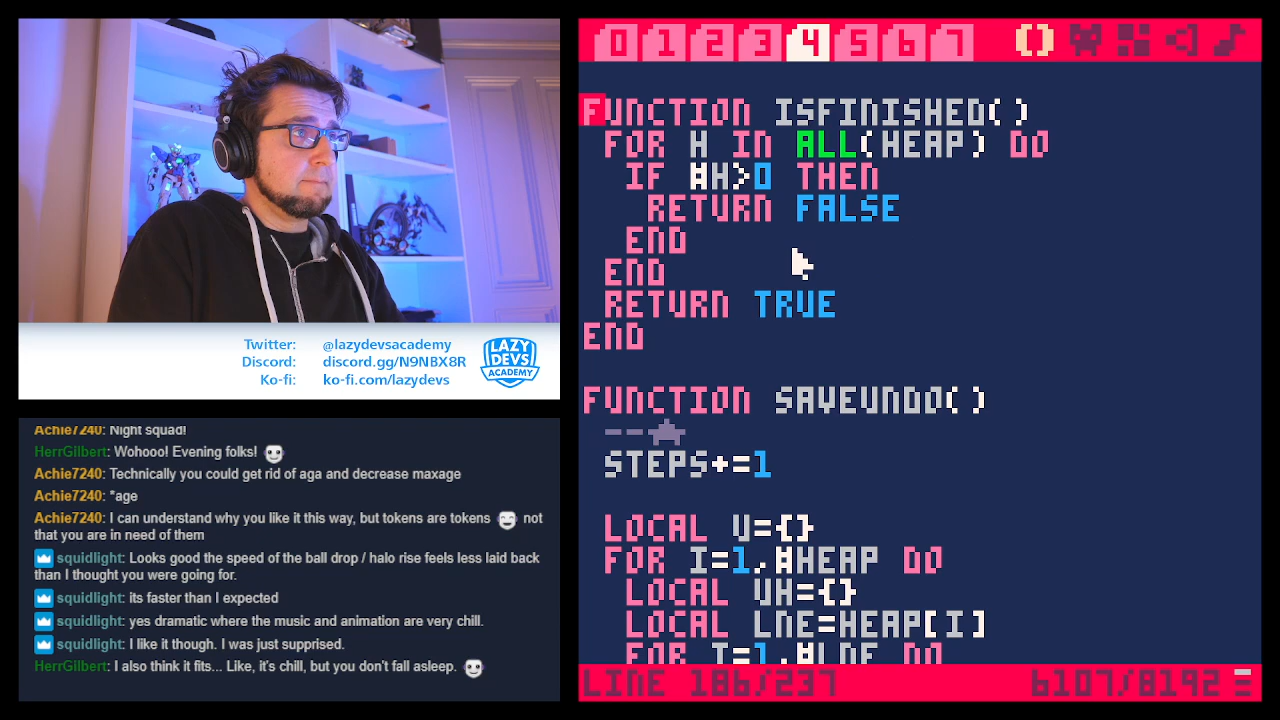 Twitter: @lazydevsacademy
Discord: discord.gg/N9NBX8R
Ko-fi: ko-fi.com/lazydevs
LAZY
DEVS
ACADEMY
Achie7240: Night squad!
HerrGilbert: Wohooo! Evening folks!
Achie7240: Technically you could get rid of aga and decrease maxage
Achie7240: *age
Achie7240: I can understand why you like it this way, but tokens are tokens not
that you are in need of them
squidlight: Looks good the speed of the ball drop / halo rise feels less laid back
than I thought you were going for.
squidlight: its faster than I expected
squidlight: yes dramatic where the music and animation are very chill.
squidlight: I like it though. I was just supprised.
HerrGilbert: I also think it fits... Like, it's chill, but you don't fall asleep.
0 1 2 3 4 5 6 7 ()
FUNCTION ISFINISHED()
FOR H IN ALL(HEAP) DO
IF #H>0 THEN
RETURN FALSE
END
END
RETURN TRUE
END
FUNCTION SAVEUNDO()
--
STEPS+=1
LOCAL U={}
FOR I=1,#HEAP DO
LOCAL UH={}
LOCAL LNE=HEAP[I]
FOR T=1,#LNE DO
LINE 186/237 6107/8192